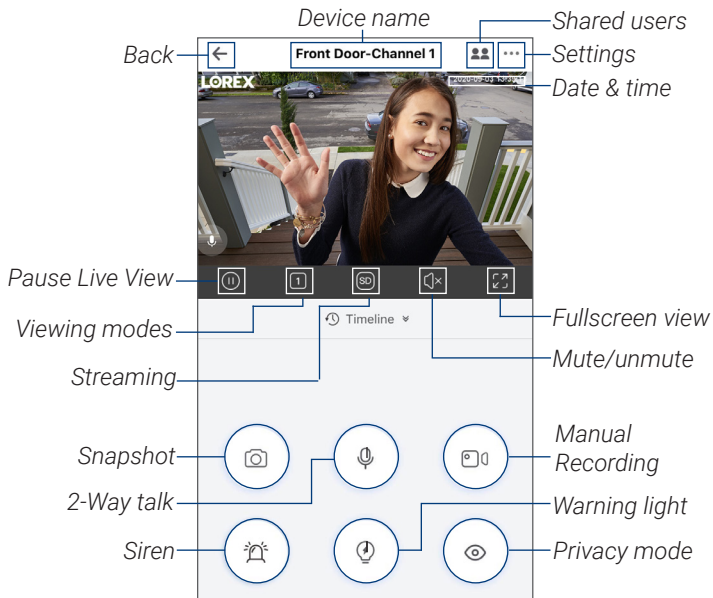 Device name
Shared users
Back
Front Door-Channel 1
Settings
LOREX
Date & time
Pause Live View
1
SD
Viewing modes
Timeline
Fullscreen view
Mute/unmute
Streaming
Snapshot
Manual
Recording
2-Way talk
Warning light
Siren
Privacy mode